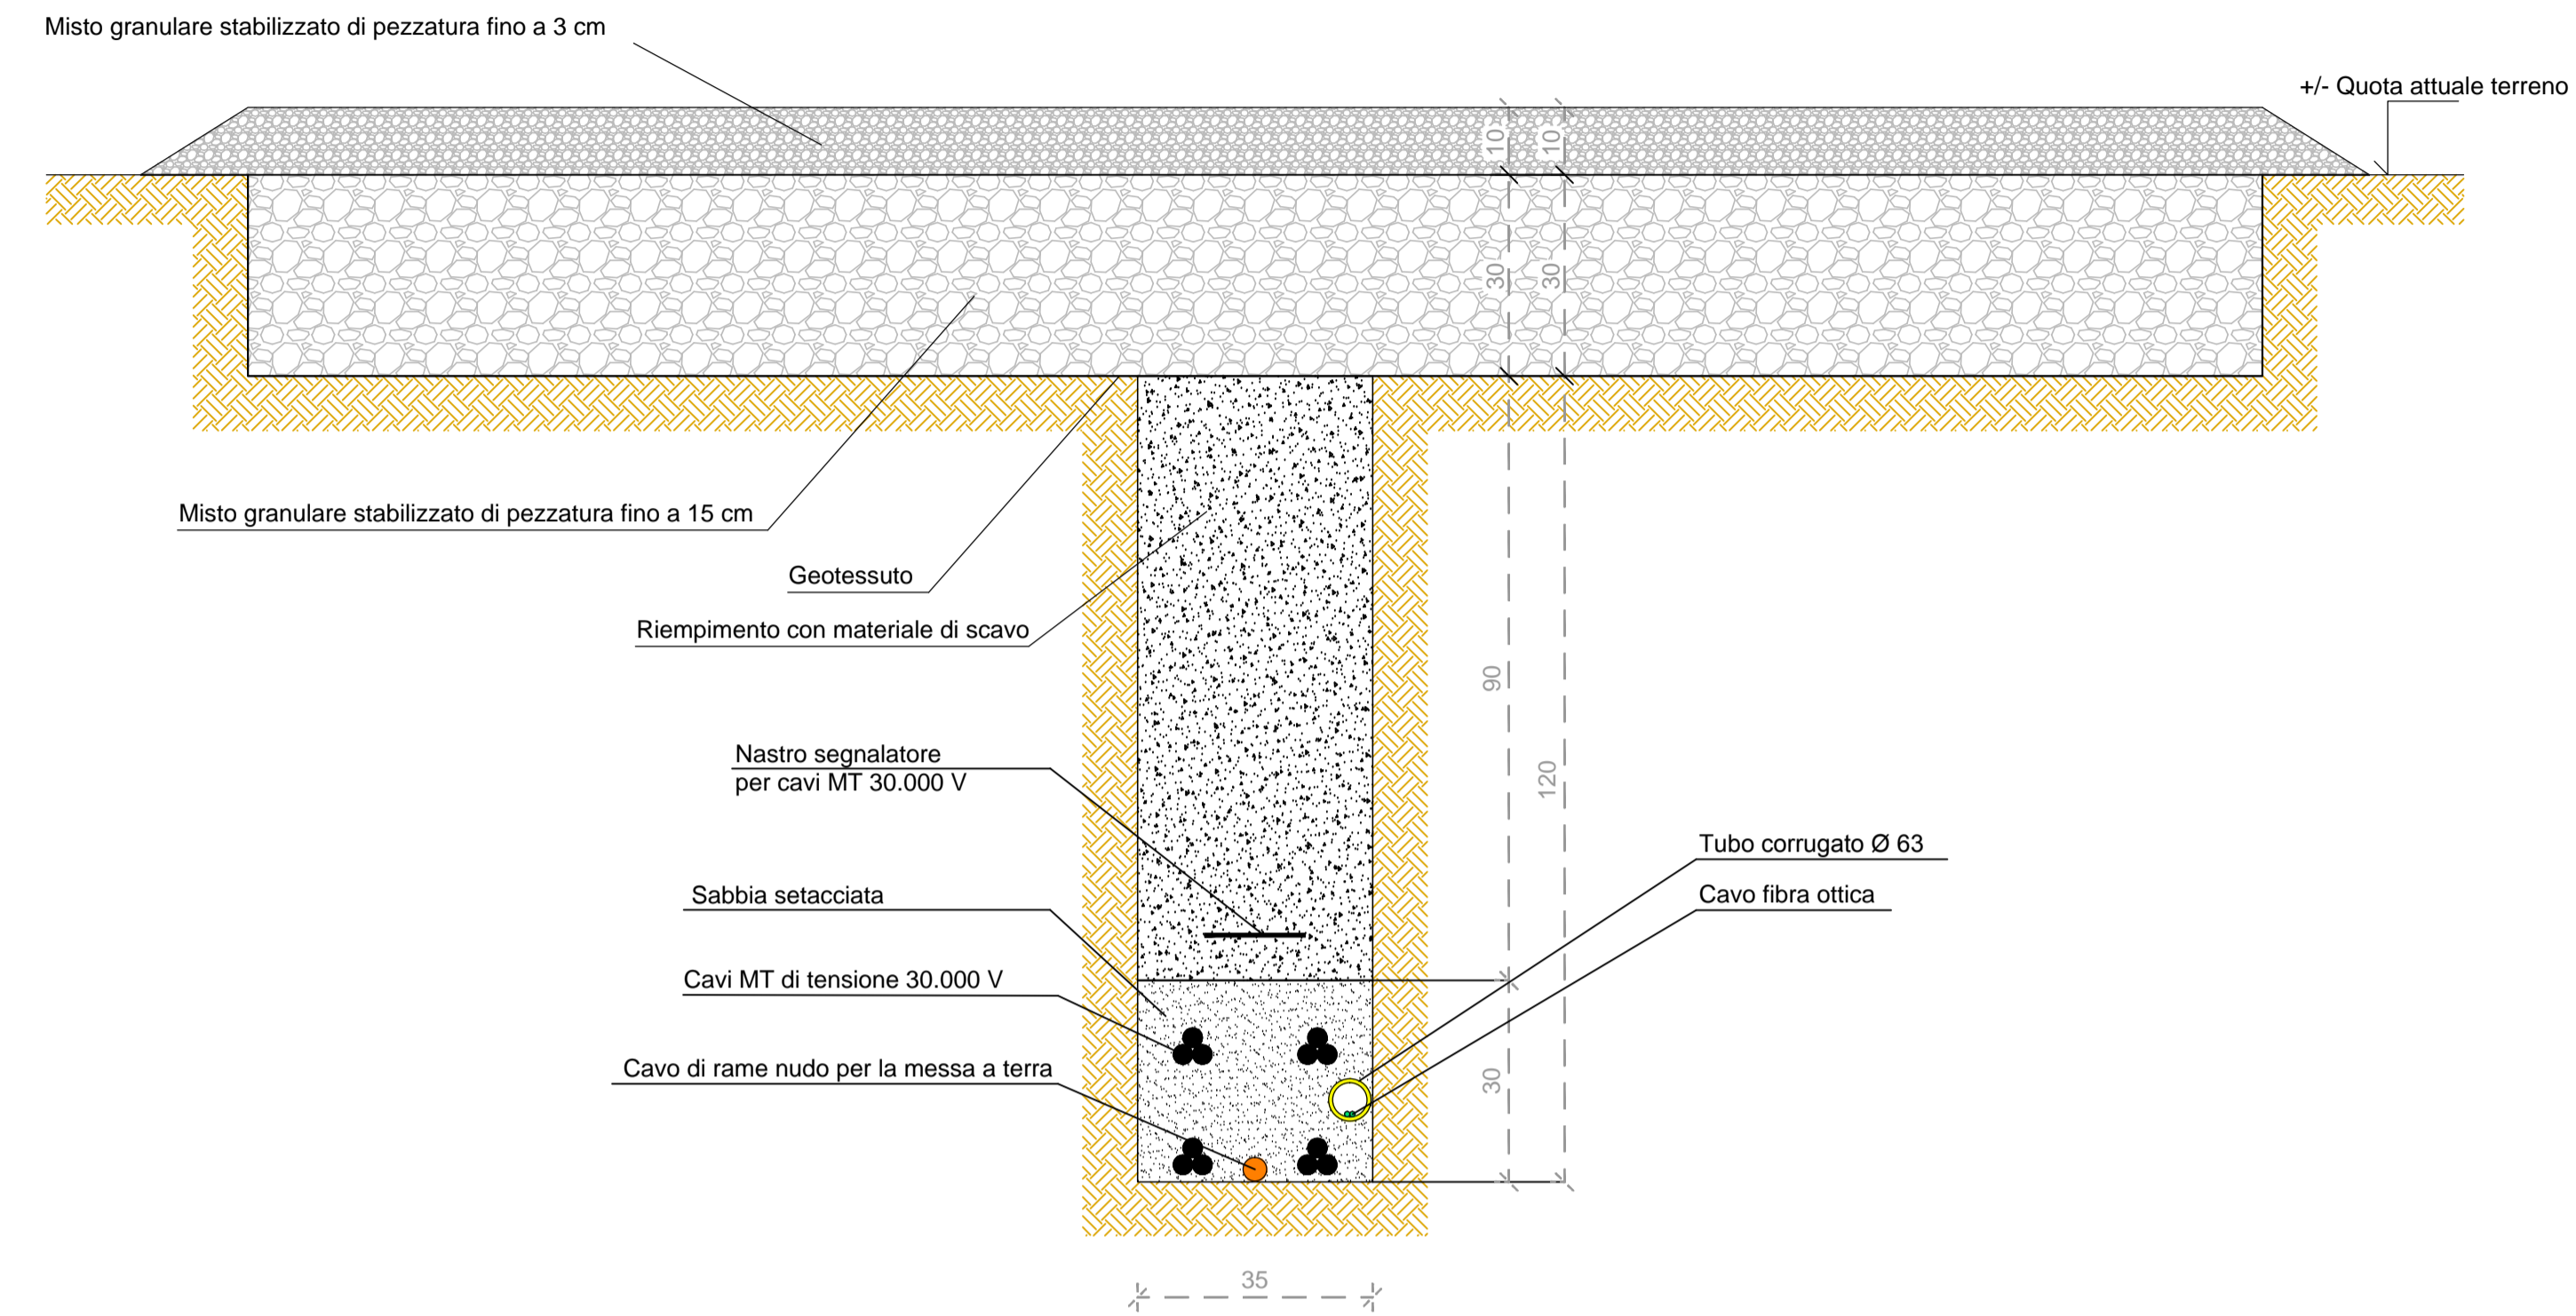 Misto granulare stabilizzato di pezzatura fino a 3 cm
+/- Quota attuale terreno
10
10
30
30
Misto granulare stabilizzato di pezzatura fino a 15 cm
Geotessuto
Riempimento con materiale di scavo
90
Nastro segnalatore
per cavi MT 30.000 V
120
Tubo corrugato Ø 63
Sabbia setacciata
Cavo fibra ottica
Cavi MT di tensione 30.000 V
Cavo di rame nudo per la messa a terra
30
35